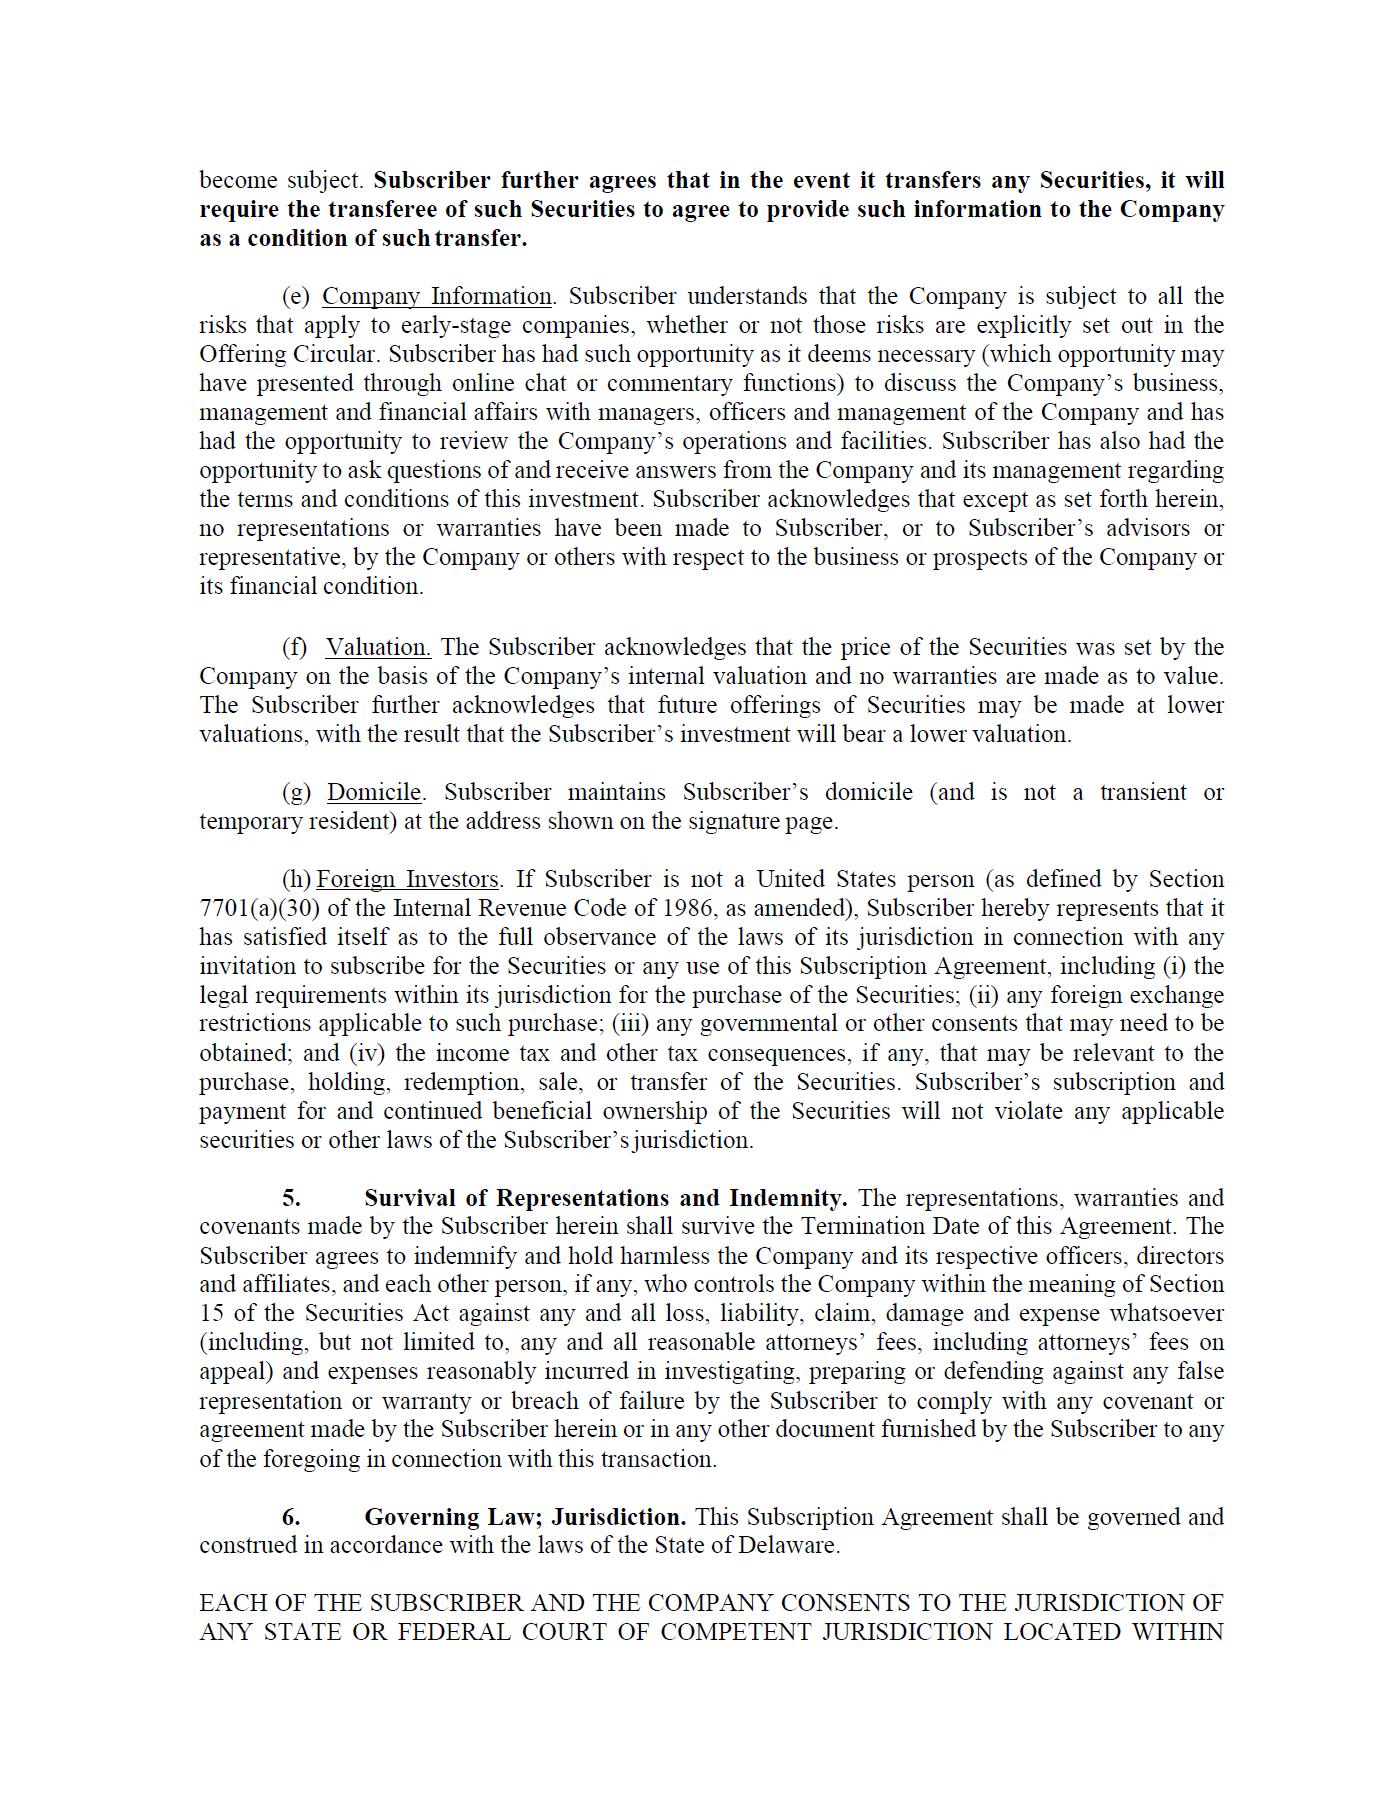 become subject. Subscriber further agrees that in the event it transfers any Securities, it will
require the transferee of such Securities to agree to provide such information to the Company
as a condition of such transfer.
(e) Company Information. Subscriber understands that the Company is subject to all the
risks that apply to early-stage companies, whether or not those risks are explicitly set out in the
Offering Circular. Subscriber has had such opportunity as it deems necessary (which opportunity may
have presented through online chat or commentary functions) to discuss the Company’s business,
management and financial affairs with managers, officers and management of the Company and has
had the opportunity to review the Company’s operations and facilities. Subscriber has also had the
opportunity to ask questions of and receive answers from the Company and its management regarding
the terms and conditions of this investment. Subscriber acknowledges that except as set forth herein,
no representations or warranties have been made to Subscriber, or to Subscriber’s advisors or
representative, by the Company or others with respect to the business or prospects of the Company or
its financial condition.
(f) Valuation. The Subscriber acknowledges that the price of the Securities was set by the
Company on the basis of the Company’s internal valuation and no warranties are made as to value.
The Subscriber further acknowledges that future offerings of Securities may be made at lower
valuations, with the result that the Subscriber’s investment will bear a lower valuation.
(g) Domicile. Subscriber maintains Subscriber’s domicile (and is not a transient or
temporary resident) at the address shown on the signature page.
(h) Foreign Investors. If Subscriber is not a United States person (as defined by Section
7701(a)(30) of the Internal Revenue Code of 1986, as amended), Subscriber hereby represents that it
has satisfied itself as to the full observance of the laws of its jurisdiction in connection with any
invitation to subscribe for the Securities or any use of this Subscription Agreement, including (i) the
legal requirements within its jurisdiction for the purchase of the Securities; (ii) any foreign exchange
restrictions applicable to such purchase; (iii) any governmental or other consents that may need to be
obtained; and (iv) the income tax and other tax consequences, if any, that may be relevant to the
purchase, holding, redemption, sale, or transfer of the Securities. Subscriber’s subscription and
payment for and continued beneficial ownership of the Securities will not violate any applicable
securities or other laws of the Subscriber’s jurisdiction.
5. Survival of Representations and Indemnity. The representations, warranties and
covenants made by the Subscriber herein shall survive the Termination Date of this Agreement. The
Subscriber agrees to indemnify and hold harmless the Company and its respective officers, directors
and affiliates, and each other person, if any, who controls the Company within the meaning of Section
15 of the Securities Act against any and all loss, liability, claim, damage and expense whatsoever
(including, but not limited to, any and all reasonable attorneys’ fees, including attorneys’ fees on
appeal) and expenses reasonably incurred in investigating, preparing or defending against any false
representation or warranty or breach of failure by the Subscriber to comply with any covenant or
agreement made by the Subscriber herein or in any other document furnished by the Subscriber to any
of the foregoing in connection with this transaction.
6. Governing Law; Jurisdiction. This Subscription Agreement shall be governed and
construed in accordance with the laws of the State of Delaware.
EACH OF THE SUBSCRIBER AND THE COMPANY CONSENTS TO THE JURISDICTION OF
ANY STATE OR FEDERAL COURT OF COMPETENT JURISDICTION LOCATED WITHIN